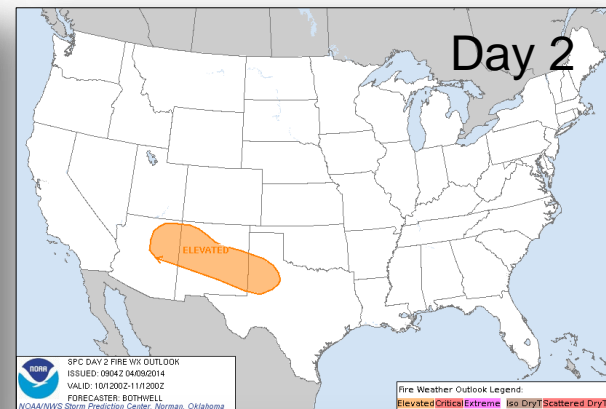 Day 2
ELEVATED
NOAA
SPC DAY 2 FIRE WX OUTLOOK
ISSUED: 0904Z 04/09/2014
VALID: 10/1200Z-11/1200Z
FORECASTER: BOTHWELL
NOAA/NWS Storm Prediction Center, Norman, Oklahoma
Fire Weather Outlook Legend:
Elevated Critical Extreme Iso DryT Scattered DryT